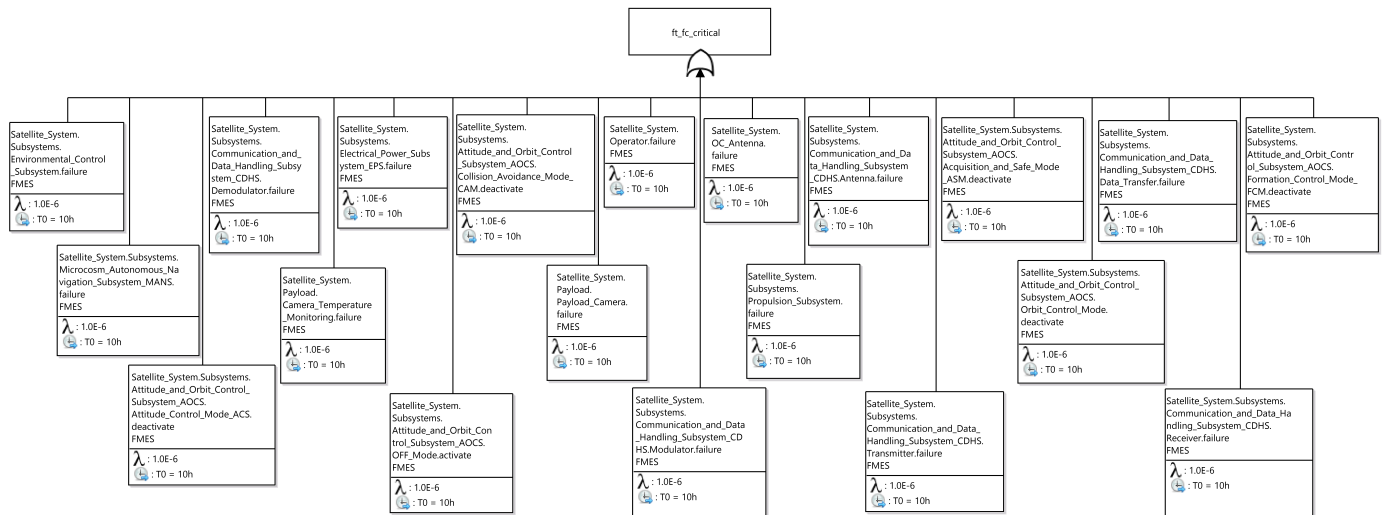 ft_fc_critical
Satellite_System.
Subsystems.
Environmental_Control
_Subsystem.failure
FMES
λ : 1.0E-6
: T0 = 10h
Satellite_System.
Subsystems.
Communication_and_
Data_Handling_Subsy
stem_CDHS.
Demodulator.failure
FMES
λ : 1.0E-6
: T0 = 10h
Satellite_System.
Subsystems.
Electrical_Power_Subs
ystem_EPS.failure
FMES
λ : 1.0E-6
: T0 = 10h
Satellite_System.
Subsystems.
Attitude_and_Orbit_Control
_Subsystem_AOCS.
Collision_Avoidance_Mode_
CAM.deactivate
FMES
λ : 1.0E-6
: T0 = 10h
Satellite_System.
Operator.failure
FMES
λ : 1.0E-6
: T0 = 10h
Satellite_System.
OC_Antenna.
failure
FMES
λ : 1.0E-6
: T0 = 10h
Satellite_System.
Subsystems.
Communication_and_Da
ta_Handling_Subsystem
_CDHS.Antenna.failure
FMES
λ : 1.0E-6
: T0 = 10h
Satellite_System.Subsystems.
Attitude_and_Orbit_Control_
Subsystem_AOCS.
Acquisition_and_Safe_Mode
_ASM.deactivate
FMES
λ : 1.0E-6
: T0 = 10h
Satellite_System.
Subsystems.
Communication_and_Data_
Handling_Subsystem_CDHS.
Data_Transfer.failure
FMES
λ : 1.0E-6
: T0 = 10h
Satellite_System.
Subsystems.
Attitude_and_Orbit_Contr
ol_Subsystem_AOCS.
Formation_Control_Mode_
FCM.deactivate
FMES
λ : 1.0E-6
: T0 = 10h
Satellite_System.Subsystems.
Microcosm_Autonomous_Na
vigation_Subsystem_MANS.
failure
FMES
λ : 1.0E-6
: T0 = 10h
Satellite_System.
Payload.
Camera_Temperature
_Monitoring.failure
FMES
λ : 1.0E-6
: T0 = 10h
Satellite_System.
Payload.
Payload_Camera.
failure
FMES
λ : 1.0E-6
: T0 = 10h
Satellite_System.
Subsystems.
Propulsion_Subsystem.
failure
FMES
λ : 1.0E-6
: T0 = 10h
Satellite_System.Subsystems.
Attitude_and_Orbit_Control_
Subsystem_AOCS.
Orbit_Control_Mode.
deactivate
FMES
λ : 1.0E-6
: T0 = 10h
Satellite_System.Subsystems.
Attitude_and_Orbit_Control_
Subsystem_AOCS.
Attitude_Control_Mode_ACS.
deactivate
FMES
λ : 1.0E-6
: T0 = 10h
Satellite_System.
Subsystems.
Attitude_and_Orbit_Con
trol_Subsystem_AOCS.
OFF_Mode.activate
FMES
λ : 1.0E-6
: T0 = 10h
Satellite_System.
Subsystems.
Communication_and_Data
_Handling_Subsystem_CD
HS.Modulator.failure
FMES
λ : 1.0E-6
: T0 = 10h
Satellite_System.
Subsystems.
Communication_and_Data_
Handling_Subsystem_CDHS.
Transmitter.failure
FMES
λ : 1.0E-6
: T0 = 10h
Satellite_System.Subsystems.
Communication_and_Data_Ha
ndling_Subsystem_CDHS.
Receiver.failure
FMES
λ : 1.0E-6
: T0 = 10h